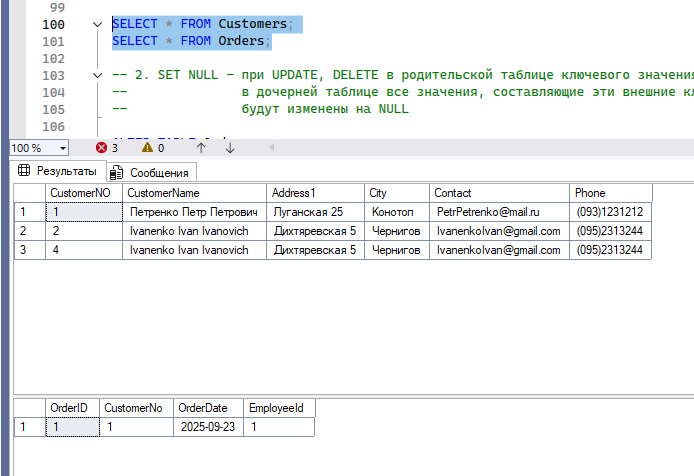 99
100 SELECT * FROM Customers;
101 SELECT * FROM Orders;
102
103 -- 2. SET NULL - при UPDATE, DELETE в родительской таблице ключевого значения
104 -- в дочерней таблице все значения, составляющие эти внешние кл
105 -- будут изменены на NULL
106
100 % 3 0
Результаты Сообщения
CustomerNO CustomerName Address1 City Contact Phone
1 1 Петренко Петр Петрович Луганская 25 Конотоп PetrPetrenko@mail.ru (093)1231212
2 2 Ivanenko Ivan Ivanovich Дихтяревская 5 Чернигов IvanenkoIvan@gmail.com (095)2313244
3 4 Ivanenko Ivan Ivanovich Дихтяревская 5 Чернигов IvanenkoIvan@gmail.com (095)2313244
OrderID CustomerNo OrderDate EmployeeId
1 1 1 2025-09-23 1